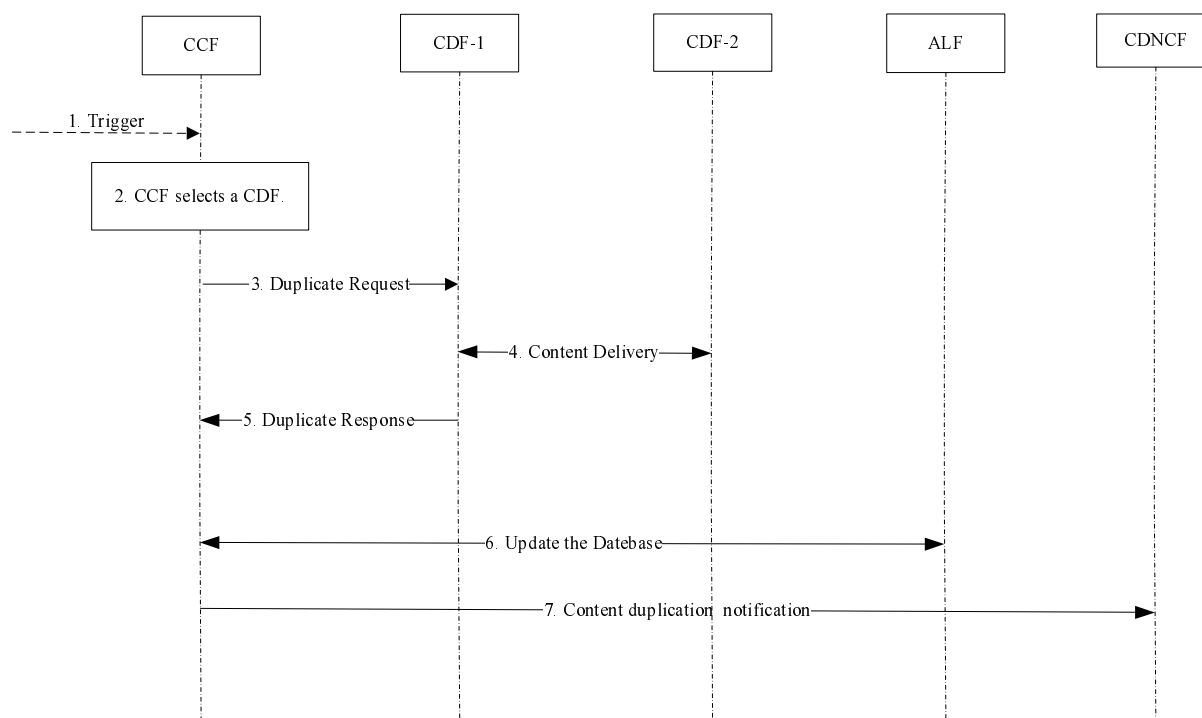 CCF
CDF-1
CDF-2
ALF
CDNCF
1. Trigger
2. CCF selects a CDF.
3. Duplicate Request
4. Content Delivery
5. Duplicate Response
6. Update the Datebase
7. Content duplication notification